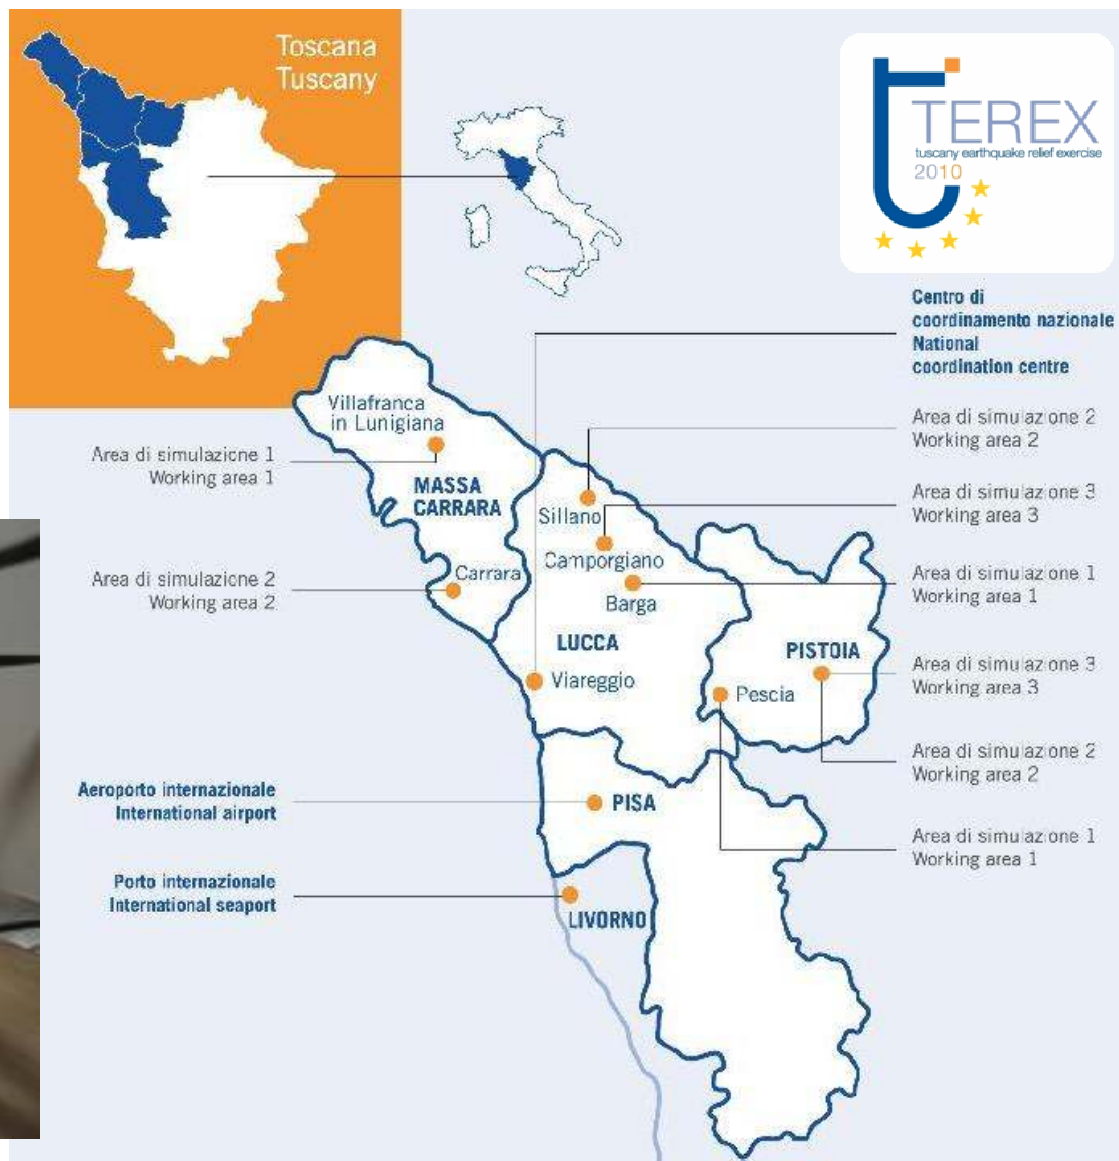 Toscana
Tuscany
TEREX
tuscany earthquake relief exercise
2010
Centro di
coordinamento nazionale
National
coordination centre
Villafranca
in Lunigiana
Area di simulazione 1
Working area 1
MASSA
CARRARA
Area di simulazione 2
Working area 2
Sillano
Area di simulazione 3
Working area 3
Camporgiano
Area di simulazione 2
Working area 2
Carrara
Area di simulazione 1
Working area 1
Barga
LUCCA
PISTOIA
Area di simulazione 3
Working area 3
Viareggio
Pescia
Area di simulazione 2
Working area 2
Aeroporto internazionale
International airport
PISA
Area di simulazione 1
Working area 1
Porto internazionale
International seaport
LIVORNO